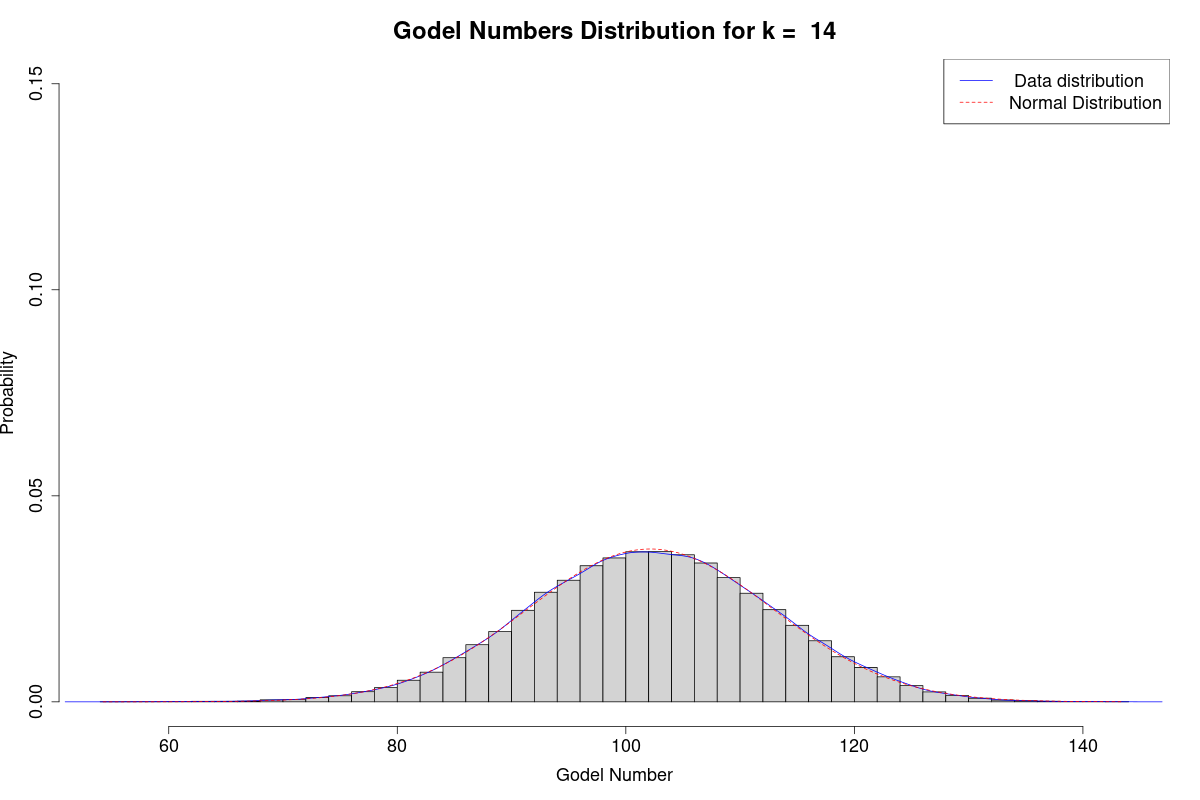 Godel Numbers Distribution for k =  14
Data distribution
Normal Distribution
0.15
0.10
0.05
0.00
Probability
60 80 100 120 140
Godel Number